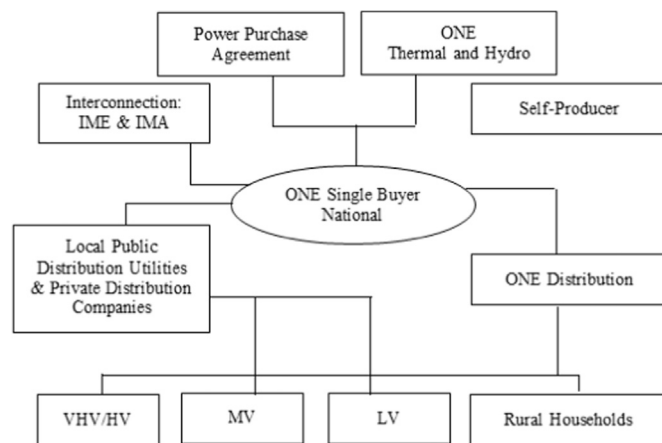 Power Purchase
Agreement
ONE
Thermal and Hydro
Interconnection:
IME & IMA
Self-Producer
ONE Single Buyer
National
Local Public
Distribution Utilities
& Private Distribution
Companies
ONE Distribution
VHV/HV
MV
LV
Rural Households